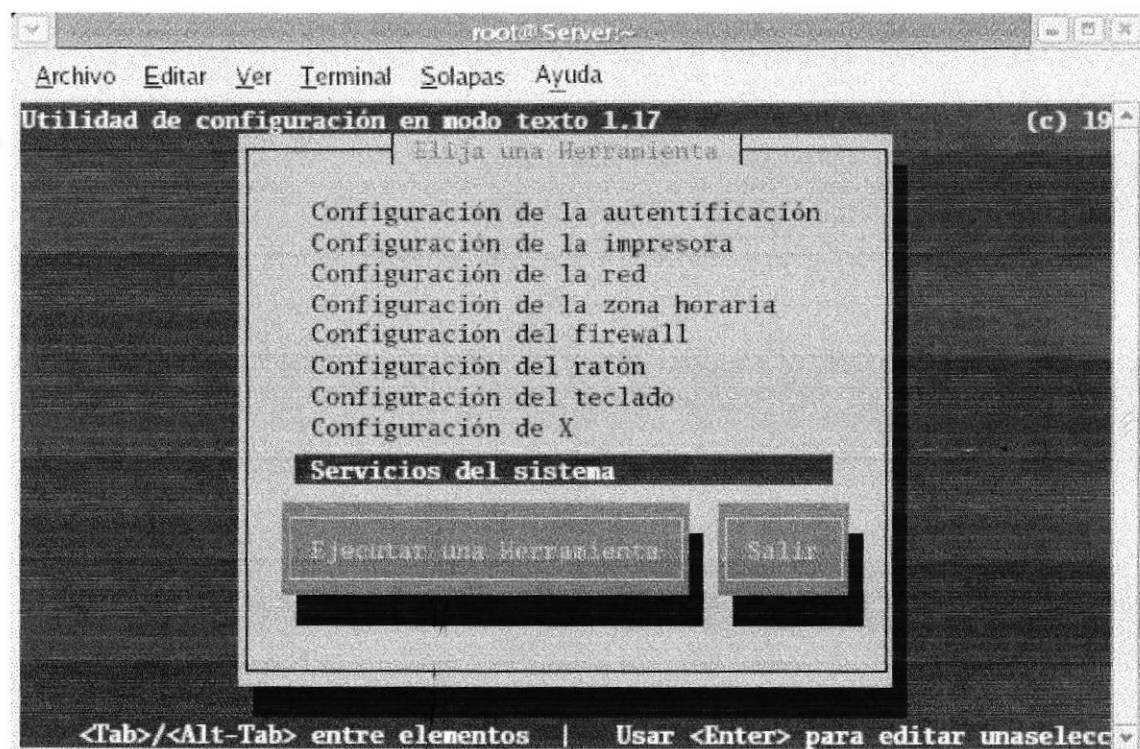 root@Server:~
Archivo Editar Ver Terminal Solapas Ayuda
Utilidad de configuración en modo texto 1.17 (c) 19
Elija una Herramienta
Configuración de la autentificación
Configuración de la impresora
Configuración de la red
Configuración de la zona horaria
Configuración del firewall
Configuración del ratón
Configuración del teclado
Configuración de X
Servicios del sistema
Ejecutar una Herramienta Salir
<Tab>/<Alt-Tab> entre elementos | Usar <Enter> para editar unaselecc